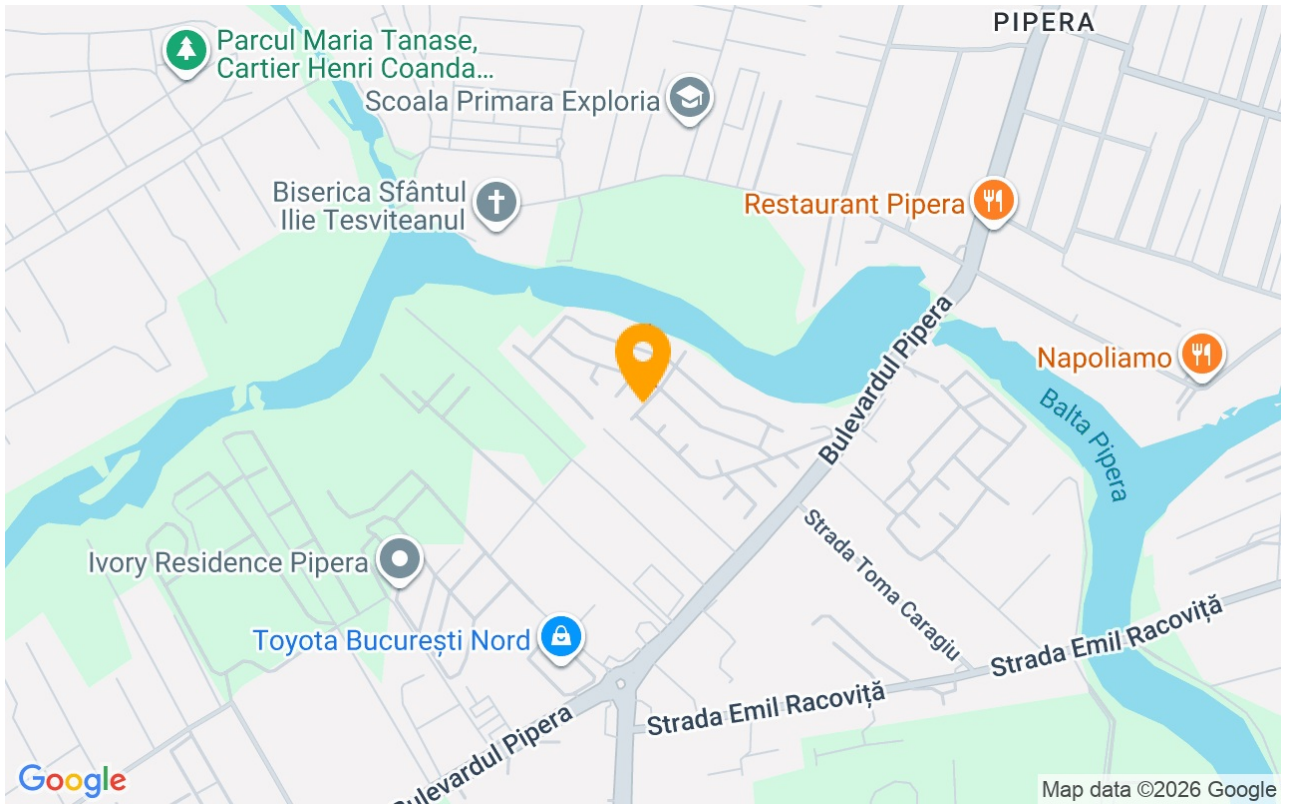 PIPERA
Parcul Maria Tanase,
Cartier Henri Coanda...
Scoala Primara Exploria
Biserica Sfântul
Ilie Tesviteanul
Restaurant Pipera
Bulevardul Pipera
Napoliamo
Balta Pipera
Ivory Residence Pipera
Strada Toma Caragiu
Toyota București Nord
Strada Emil Racoviță
Strada Emil Racoviță
Bulevardul Pipera
Google
Map data ©2026 Google